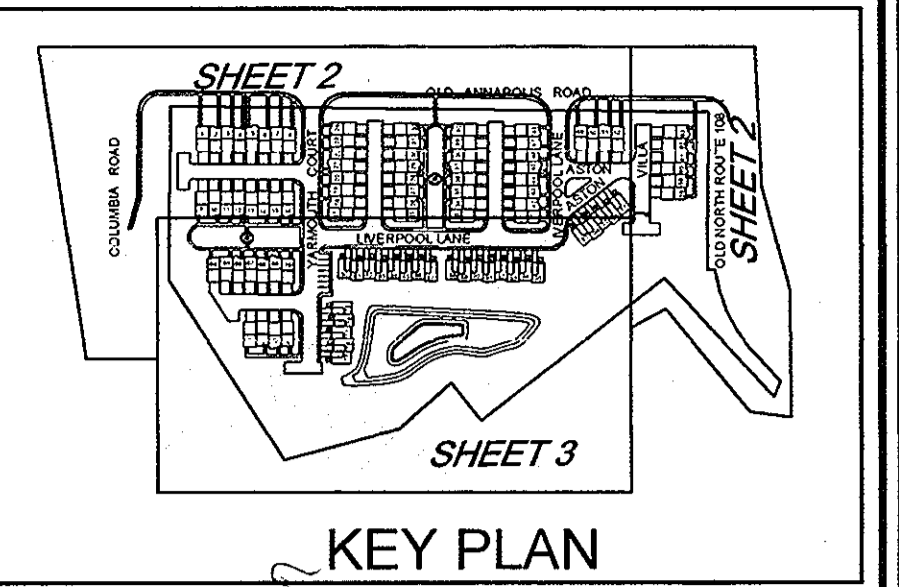 SHEET 2
OLD ANNAPOLIS ROAD
COLUMBIA ROAD
YARMOUTH COURT
LIVERPOOL LANE
ASTON
ASTON
VILLA
OLD NORTH ROUTE 108
SHEET 2
LIVERPOOL LANE
SHEET 3
KEY PLAN